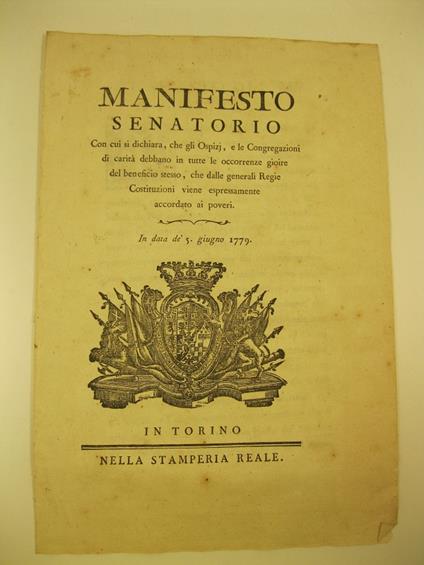 MANIFESTO
SENATORIO
Con cui si dichiara, che gli Ospizj, e le Congregazioni
di carità debbano in tutte le occorrenze gioire
del beneficio stesso, che dalle generali Regie
Costituzioni viene espressamente
accordato ai poveri.
In data de' 5. giugno 1779.
IN TORINO
NELLA STAMPERIA REALE.